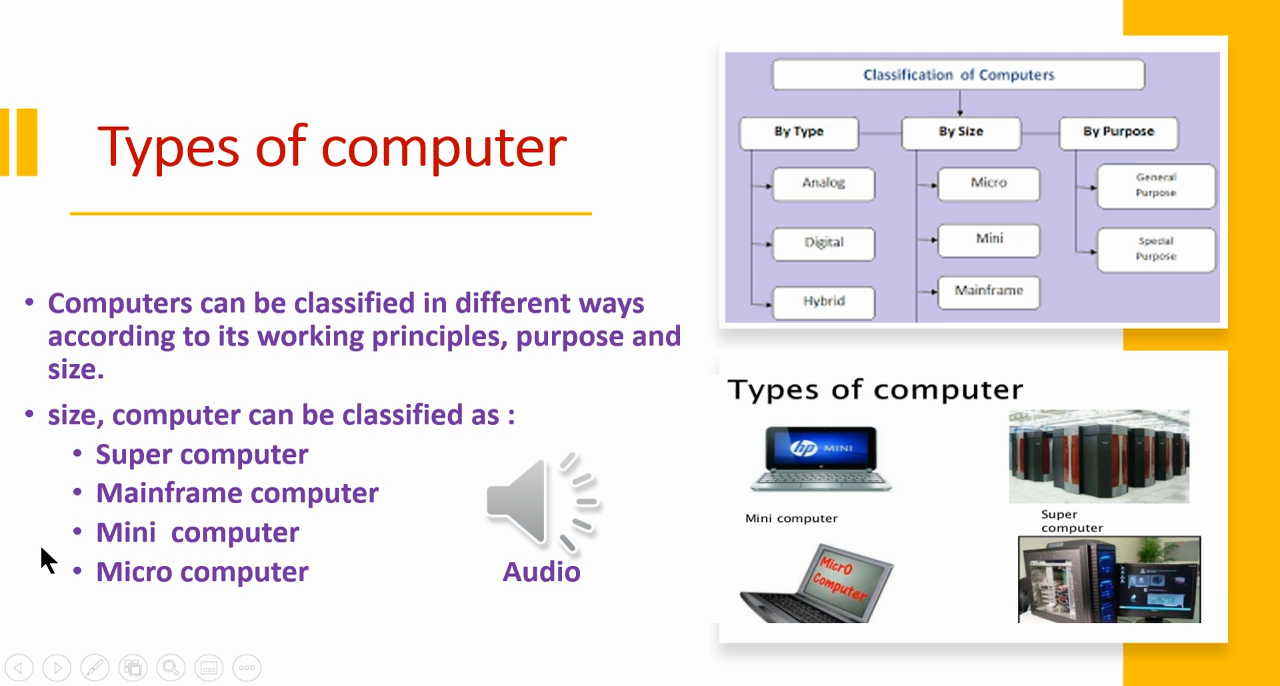 Types of computer
Computers can be classified in different ways
according to its working principles, purpose and
size.
size, computer can be classified as :
Super computer
Mainframe computer
Mini computer
Micro computer
Audio
Classification of Computers
By Type
By Size
By Purpose
Analog
Micro
General
Purpose
Digital
Mini
Special
Purpose
Hybrid
Mainframe
Types of computer
hp MINI
Mini computer
Super
computer
MicrO
Computer